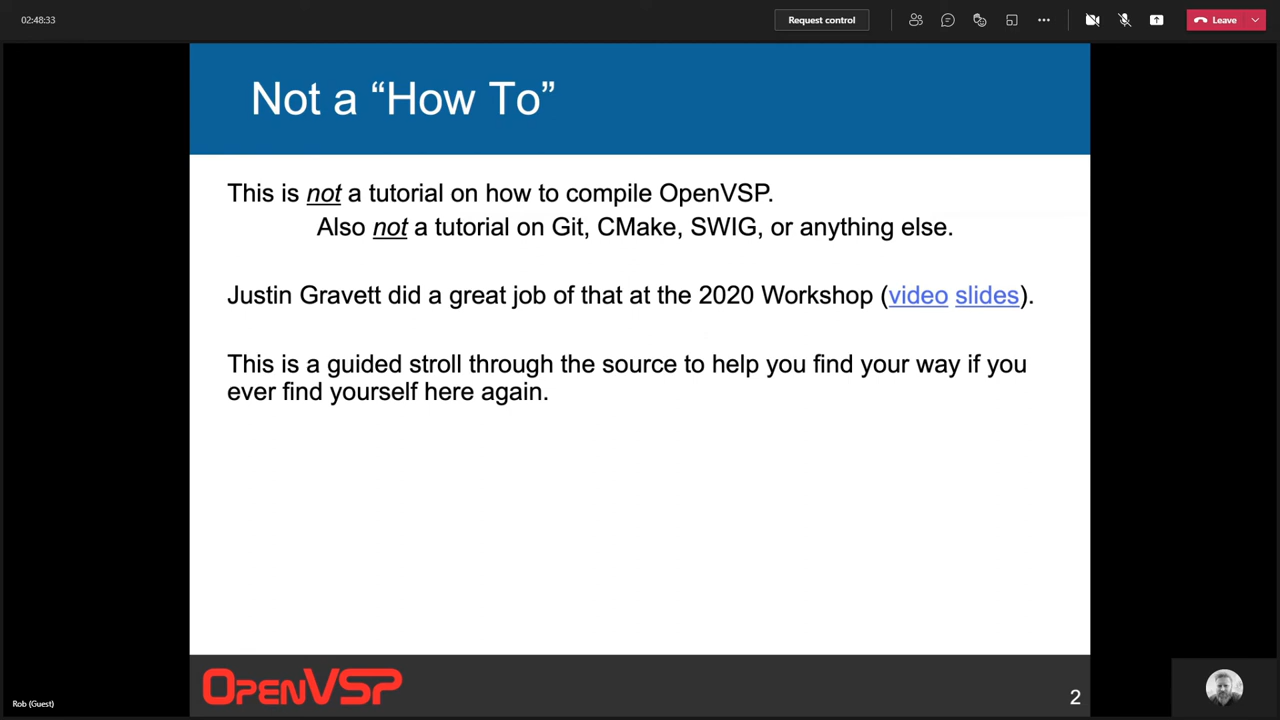 02:48:33
Request control
Leave
Not a “How To”
This is not a tutorial on how to compile OpenVSP.
Also not a tutorial on Git, CMake, SWIG, or anything else.
Justin Gravett did a great job of that at the 2020 Workshop (video slides).
This is a guided stroll through the source to help you find your way if you
ever find yourself here again.
OPENVSP
2
Rob (Guest)